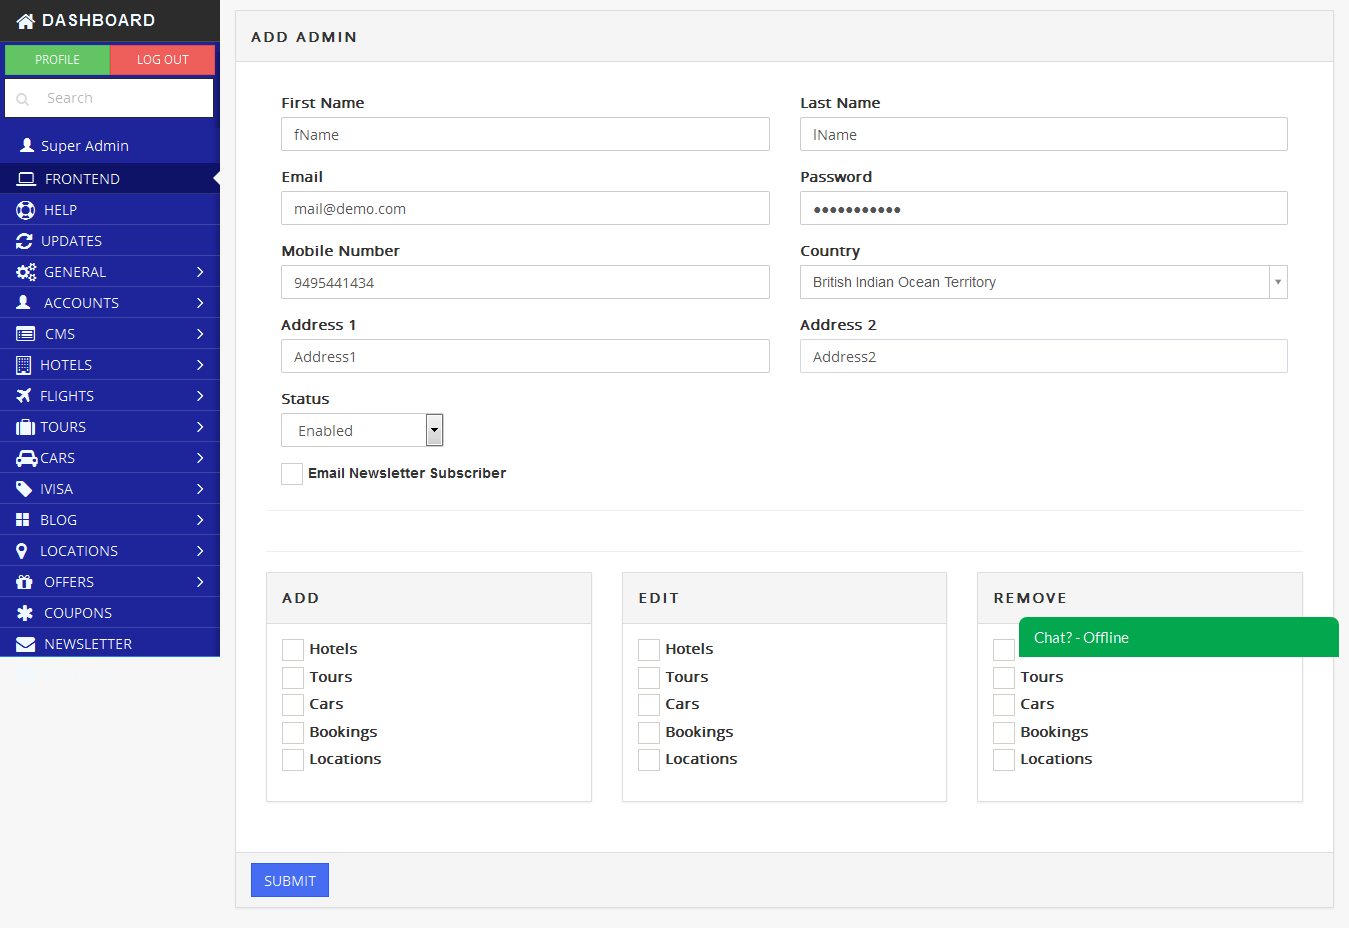 DASHBOARD
PROFILE
LOG OUT
Search
Super Admin
FRONTEND
HELP
UPDATES
GENERAL
ACCOUNTS
CMS
HOTELS
FLIGHTS
TOURS
CARS
IVISA
BLOG
LOCATIONS
OFFERS
COUPONS
NEWSLETTER
ADD ADMIN
First Name
Last Name
fName
lName
Email
Password
mail@demo.com
•••••••••••
Mobile Number
Country
9495441434
British Indian Ocean Territory
Address 1
Address 2
Address1
Address2
Status
Enabled
Email Newsletter Subscriber
ADD
Hotels
Tours
Cars
Bookings
Locations
EDIT
Hotels
Tours
Cars
Bookings
Locations
REMOVE
Chat? - Offline
Tours
Cars
Bookings
Locations
SUBMIT